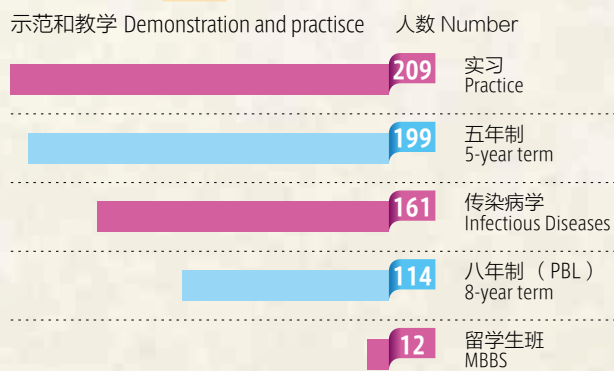 示范和教学 Demonstration and practisce 人数 Number
209 实习
Practice
199 五年制
5-year term
161 传染病学
Infectious Diseases
114 八年制（PBL）
8-year term
12 留学生班
MBBS